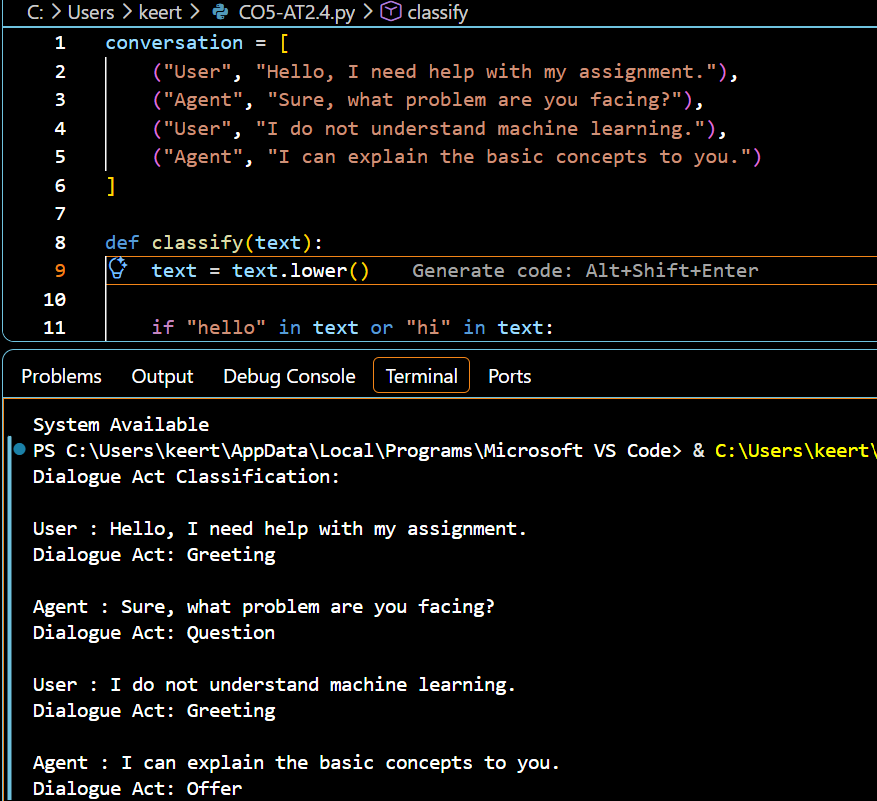 C: > Users > keert > CO5-AT2.4.py > classify
1 conversation = [
2 ("User", "Hello, I need help with my assignment."),
3 ("Agent", "Sure, what problem are you facing?"),
4 ("User", "I do not understand machine learning."),
5 ("Agent", "I can explain the basic concepts to you.")
6 ]
7
8 def classify(text):
9 text = text.lower() Generate code: Alt+Shift+Enter
10
11 if "hello" in text or "hi" in text:
Problems Output Debug Console Terminal Ports
System Available
PS C:\Users\keert\AppData\Local\Programs\Microsoft VS Code> & C:\Users\keert\
Dialogue Act Classification:
User : Hello, I need help with my assignment.
Dialogue Act: Greeting
Agent : Sure, what problem are you facing?
Dialogue Act: Question
User : I do not understand machine learning.
Dialogue Act: Greeting
Agent : I can explain the basic concepts to you.
Dialogue Act: Offer